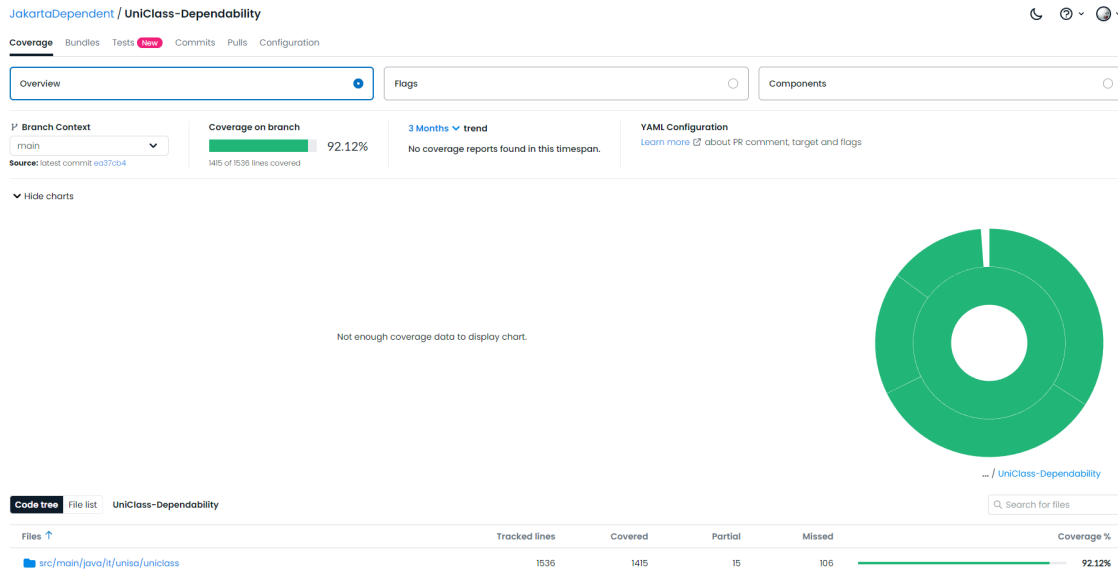 JakartaDependent / UniClass-Dependability
Coverage Bundles Tests New Commits Pulls Configuration
Overview Flags Components
Branch Context
main
Source: latest commit ea37cb4
Coverage on branch
92.12%
1415 of 1536 lines covered
3 Months trend
No coverage reports found in this timespan.
YAML Configuration
Learn more about PR comment, target and flags
Hide charts
Not enough coverage data to display chart.
... / UniClass-Dependability
Code tree File list UniClass-Dependability Search for files
Files Tracked lines Covered Partial Missed Coverage %
src/main/java/it/unisa/uniclass 1536 1415 15 106 92.12%